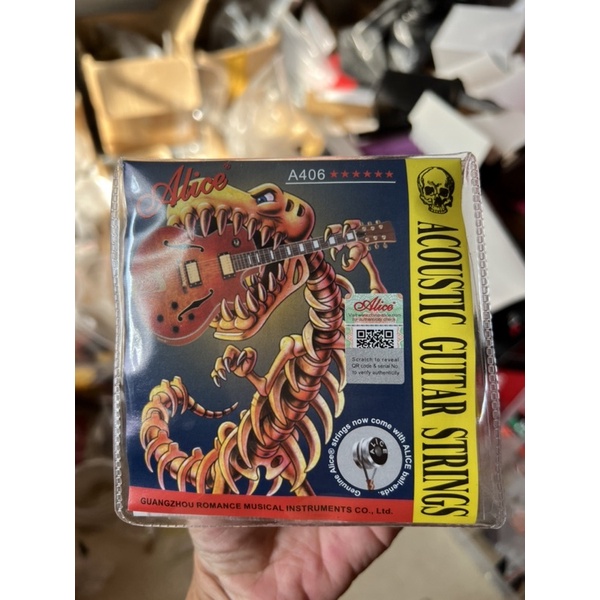 Alice
A406 ★★★★★★
ACOUSTIC GUITAR STRINGS
Alice
Scratch to reveal
QR code & serial No.
to verify authenticity
Genuine Alice® strings now come with ALICE ball-ends.
GUANGZHOU ROMANCE MUSICAL INSTRUMENTS CO., Ltd.